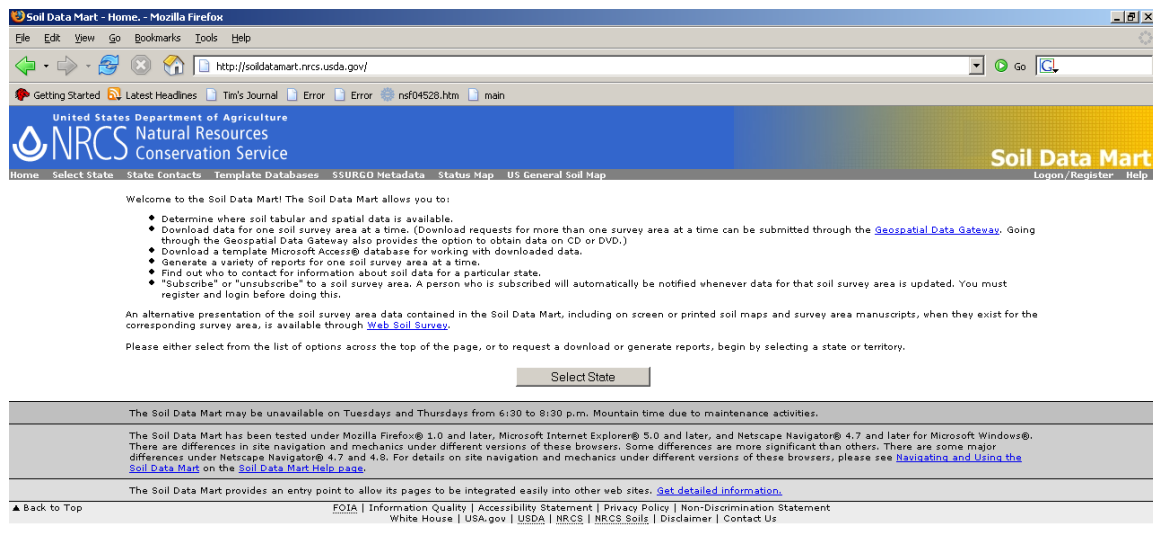 Soil Data Mart - Home. - Mozilla Firefox
File Edit View Go Bookmarks Tools Help
http://soildatamart.nrcs.usda.gov/ Go G
Getting Started Latest Headlines Tim's Journal Error Error nsf04528.htm main
United States Department of Agriculture
NRCS Natural Resources
Conservation Service
Soil Data Mart
Home Select State State Contacts Template Databases SSURGO Metadata Status Map US General Soil Map Logon/Register Help
Welcome to the Soil Data Mart! The Soil Data Mart allows you to:
Determine where soil tabular and spatial data is available.
Download data for one soil survey area at a time. (Download requests for more than one survey area at a time can be submitted through the Geospatial Data Gateway. Going
through the Geospatial Data Gateway also provides the option to obtain data on CD or DVD.)
Download a template Microsoft Access® database for working with downloaded data.
Generate a variety of reports for one soil survey area at a time.
Find out who to contact for information about soil data for a particular state.
"Subscribe" or "unsubscribe" to a soil survey area. A person who is subscribed will automatically be notified whenever data for that soil survey area is updated. You must
register and login before doing this.
An alternative presentation of the soil survey area data contained in the Soil Data Mart, including on screen or printed soil maps and survey area manuscripts, when they exist for the
corresponding survey area, is available through Web Soil Survey.
Please either select from the list of options across the top of the page, or to request a download or generate reports, begin by selecting a state or territory.
Select State
The Soil Data Mart may be unavailable on Tuesdays and Thursdays from 6:30 to 8:30 p.m. Mountain time due to maintenance activities.
The Soil Data Mart has been tested under Mozilla Firefox® 1.0 and later, Microsoft Internet Explorer® 5.0 and later, and Netscape Navigator® 4.7 and later for Microsoft Windows®.
There are differences in site navigation and mechanics under different versions of these browsers. Some differences are more significant than others. There are some major
differences under Netscape Navigator® 4.7 and 4.8. For details on site navigation and mechanics under different versions of these browsers, please see Navigating and Using the
Soil Data Mart on the Soil Data Mart Help page.
The Soil Data Mart provides an entry point to allow its pages to be integrated easily into other web sites. Get detailed information.
Back to Top FOIA | Information Quality | Accessibility Statement | Privacy Policy | Non-Discrimination Statement
White House | USA.gov | USDA | NRCS | NRCS Soils | Disclaimer | Contact Us